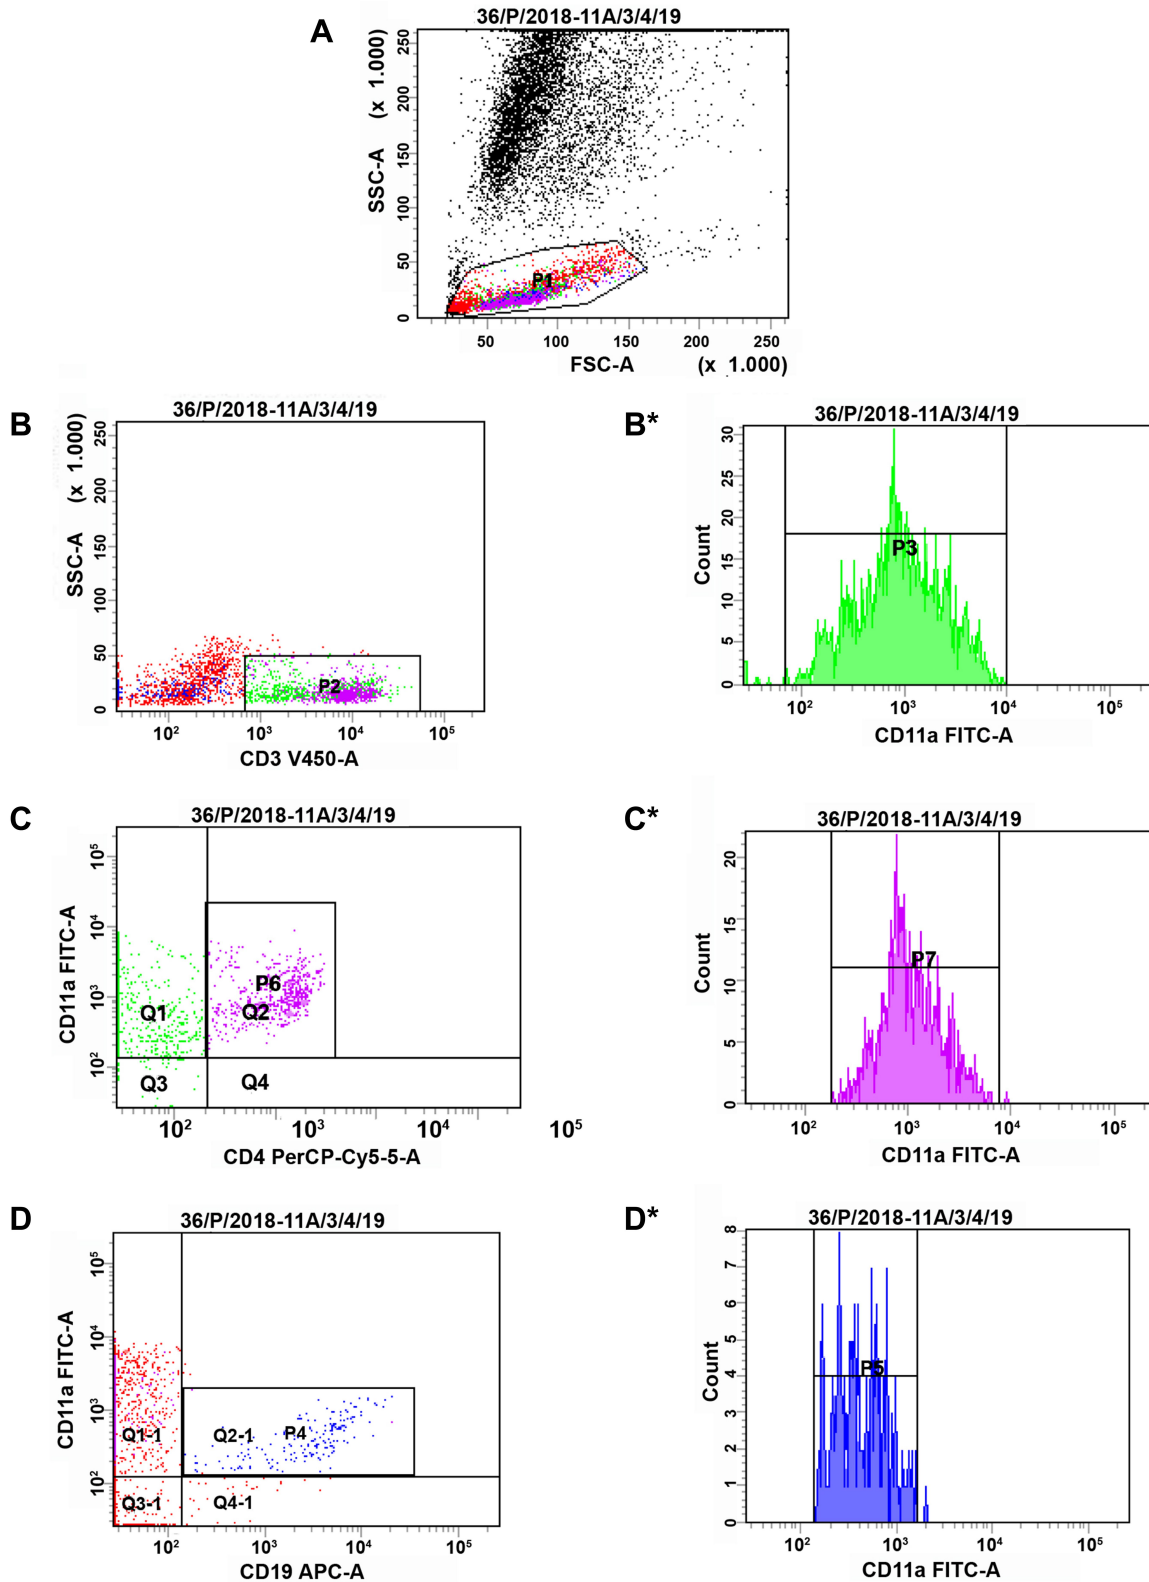 A
36/P/2018-11A/3/4/19
SSC-A (x 1.000)
250
200
150
100
50
0
P1
50 100 150 200 250
FSC-A (x 1.000)
B
36/P/2018-11A/3/4/19
SSC-A (x 1.000)
250
200
150
100
50
0
P2
10² 10³ 10⁴ 10⁵
CD3 V450-A
B*
36/P/2018-11A/3/4/19
Count
30
25
20
15
10
5
0
P3
10² 10³ 10⁴ 10⁵
CD11a FITC-A
C
36/P/2018-11A/3/4/19
CD11a FITC-A
10⁵
10⁴
10³
10²
P6
Q1 Q2
Q3 Q4
10² 10³ 10⁴ 10⁵
CD4 PerCP-Cy5-5-A
C*
36/P/2018-11A/3/4/19
Count
20
15
10
5
0
P7
10² 10³ 10⁴ 10⁵
CD11a FITC-A
D
36/P/2018-11A/3/4/19
CD11a FITC-A
10⁵
10⁴
10³
10²
Q1-1 Q2-1 P4
Q3-1 Q4-1
10² 10³ 10⁴ 10⁵
CD19 APC-A
D*
36/P/2018-11A/3/4/19
Count
8
7
6
5
4
3
2
1
0
P5
10² 10³ 10⁴ 10⁵
CD11a FITC-A